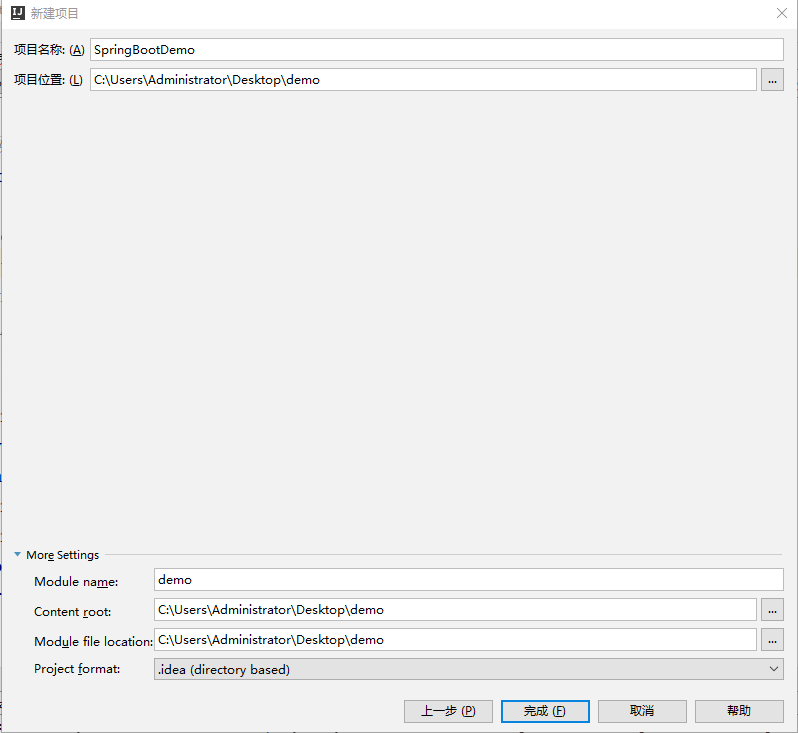 IJ 新建项目
项目名称: (A) SpringBootDemo
项目位置: (L) C:\Users\Administrator\Desktop\demo ...
More Settings
Module name: demo
Content root: C:\Users\Administrator\Desktop\demo ...
Module file location: C:\Users\Administrator\Desktop\demo ...
Project format: .idea (directory based)
上一步 (P) 完成 (F) 取消 帮助